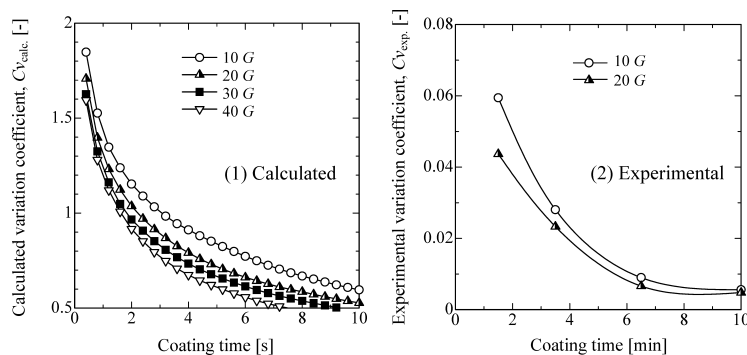 Calculated variation coefficient, Cv_calc. [-]
2
1.5
1
0.5
10 G
20 G
30 G
40 G
(1) Calculated
0 2 4 6 8 10
Coating time [s]
Experimental variation coefficient, Cv_exp. [-]
0.08
0.06
0.04
0.02
0
10 G
20 G
(2) Experimental
0 2 4 6 8 10
Coating time [min]